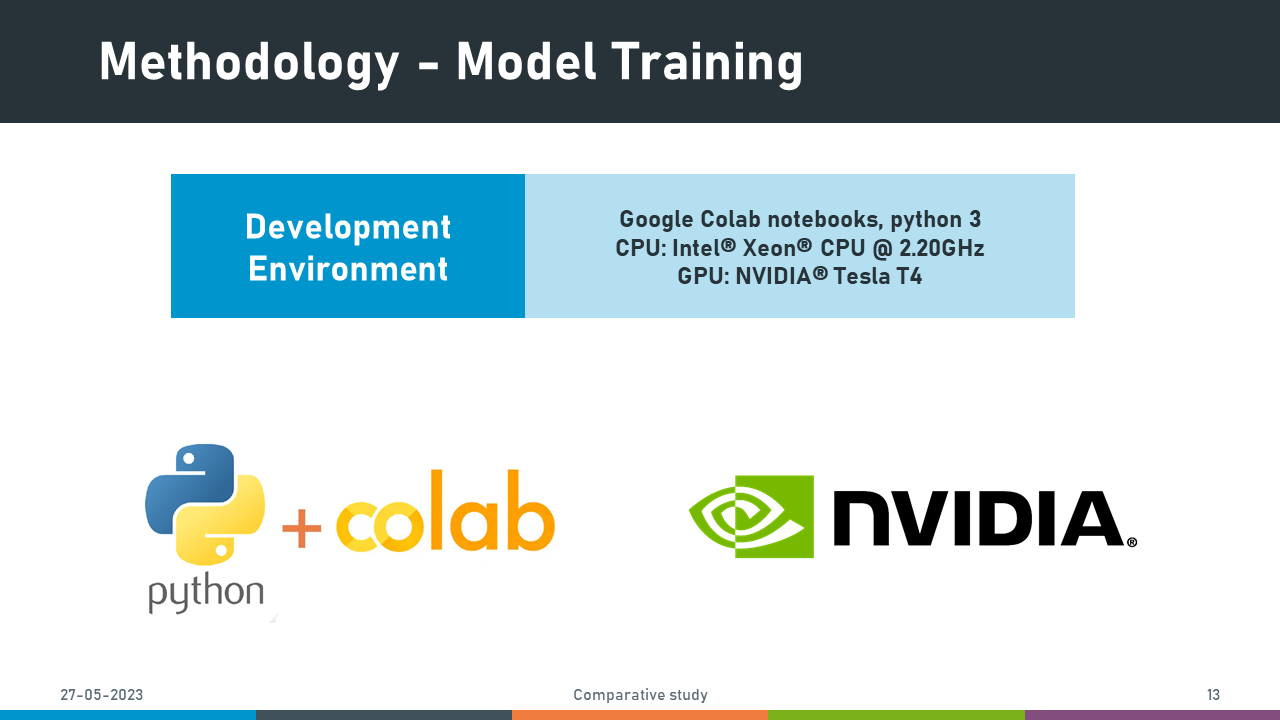 Methodology - Model Training
Development
Environment
Google Colab notebooks, python 3
CPU: Intel® Xeon® CPU @ 2.20GHz
GPU: NVIDIA® Tesla T4
python
+
colab
NVIDIA®
27-05-2023
Comparative study
13